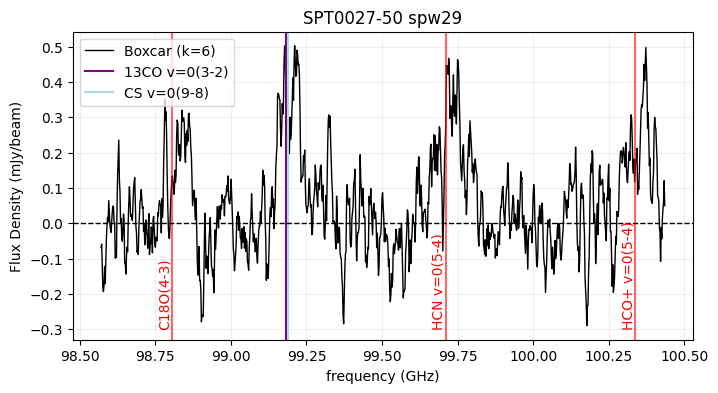 SPT0027-50 spw29
Boxcar (k=6)
13CO v=0(3-2)
CS v=0(9-8)
Flux Density (mJy/beam)
0.5
0.4
0.3
0.2
0.1
0.0
−0.1
−0.2
−0.3
C18O(4-3)
HCN v=0(5-4)
HCO+ v=0(5-4)
98.50
98.75
99.00
99.25
99.50
99.75
100.00
100.25
100.50
frequency (GHz)